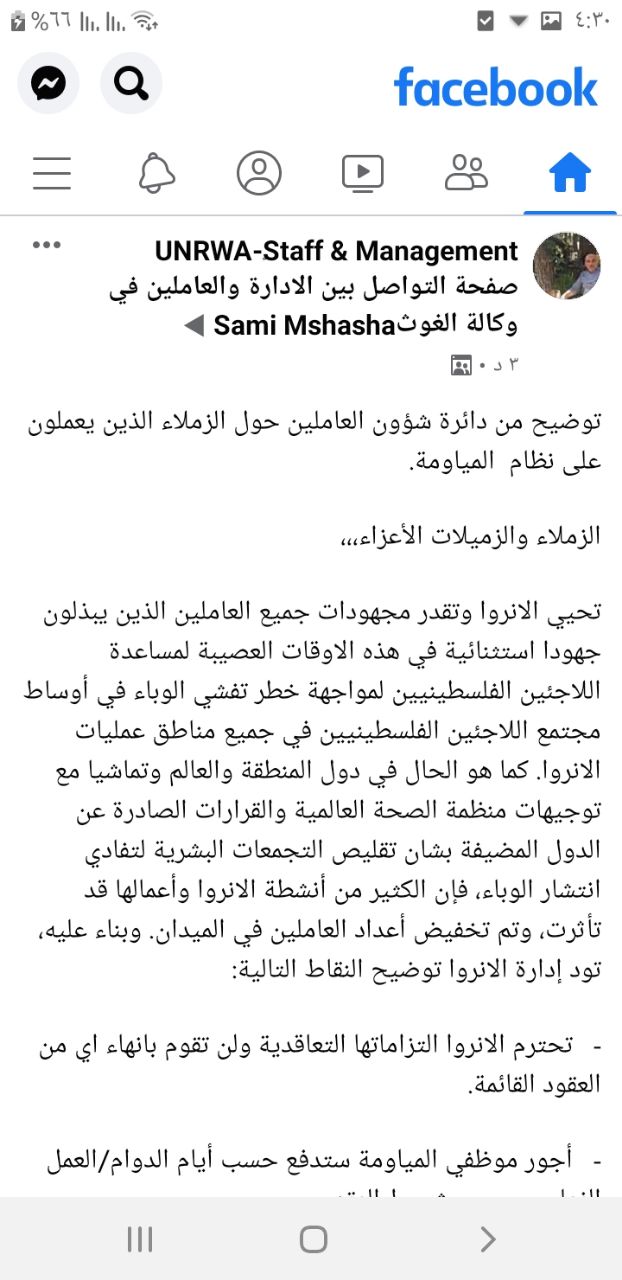 %٦٦ ٤:٣٠
facebook
UNRWA-Staff & Management
صفحة التواصل بين الادارة والعاملين في
وكالة الغوث Sami Mshasha ◀
٣ د ·
توضيح من دائرة شؤون العاملين حول الزملاء الذين يعملون
على نظام المياومة.
الزملاء والزميلات الأعزاء،،،
تحيي الانروا وتقدر مجهودات جميع العاملين الذين يبذلون
جهودا استثنائية في هذه الاوقات العصيبة لمساعدة
اللاجئين الفلسطينيين لمواجهة خطر تفشي الوباء في أوساط
مجتمع اللاجئين الفلسطينيين في جميع مناطق عمليات
الانروا. كما هو الحال في دول المنطقة والعالم وتماشيا مع
توجيهات منظمة الصحة العالمية والقرارات الصادرة عن
الدول المضيفة بشان تقليص التجمعات البشرية لتفادي
انتشار الوباء، فإن الكثير من أنشطة الانروا وأعمالها قد
تأثرت، وتم تخفيض أعداد العاملين في الميدان. وبناء عليه،
تود إدارة الانروا توضيح النقاط التالية:
- تحترم الانروا التزاماتها التعاقدية ولن تقوم بانهاء اي من
العقود القائمة.
- أجور موظفي المياومة ستدفع حسب أيام الدوام/العمل